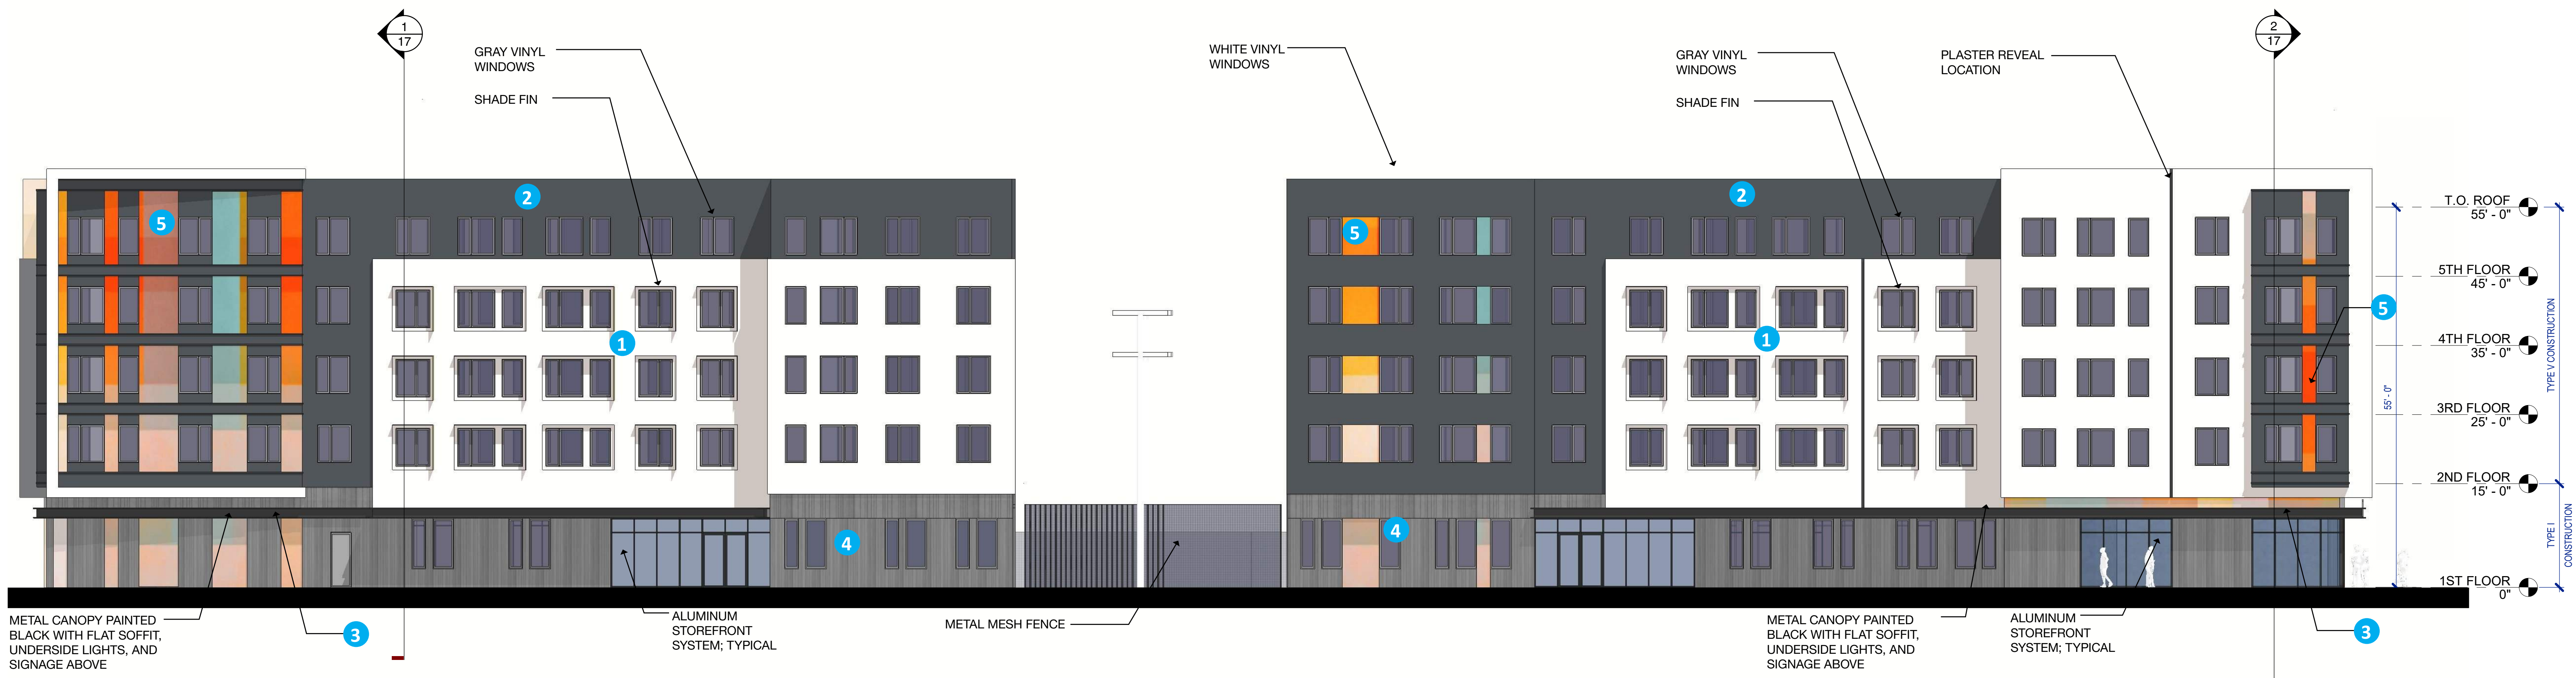 1
17
2
17
GRAY VINYL
WINDOWS
SHADE FIN
WHITE VINYL
WINDOWS
GRAY VINYL
WINDOWS
SHADE FIN
PLASTER REVEAL
LOCATION
2
5
1
4
5
4
2
1
5
T.O. ROOF
55' - 0"
5TH FLOOR
45' - 0"
4TH FLOOR
35' - 0"
3RD FLOOR
25' - 0"
2ND FLOOR
15' - 0"
1ST FLOOR
0"
55' - 0"
TYPE V CONSTRUCTION
TYPE I
CONSTRUCTION
METAL CANOPY PAINTED
BLACK WITH FLAT SOFFIT,
UNDERSIDE LIGHTS, AND
SIGNAGE ABOVE
3
ALUMINUM
STOREFRONT
SYSTEM; TYPICAL
METAL MESH FENCE
METAL CANOPY PAINTED
BLACK WITH FLAT SOFFIT,
UNDERSIDE LIGHTS, AND
SIGNAGE ABOVE
ALUMINUM
STOREFRONT
SYSTEM; TYPICAL
3